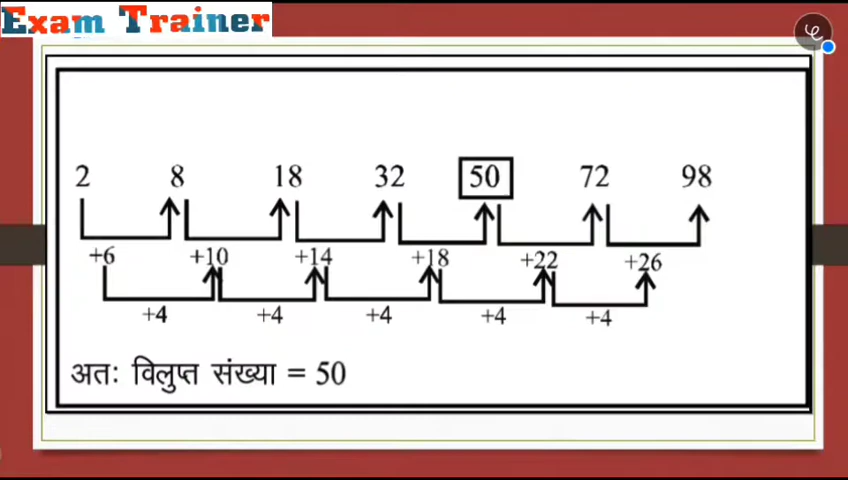 Exam Trainer
2 8 18 32 50 72 98
+6 +10 +14 +18 +22 +26
+4 +4 +4 +4 +4
अतः विलुप्त संख्या = 50